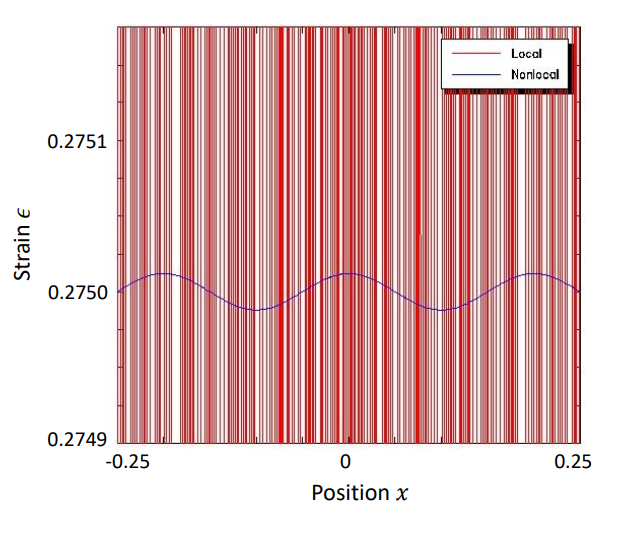 Local
Nonlocal
0.2751
0.2750
0.2749
Strain ϵ
-0.25
0
0.25
Position x